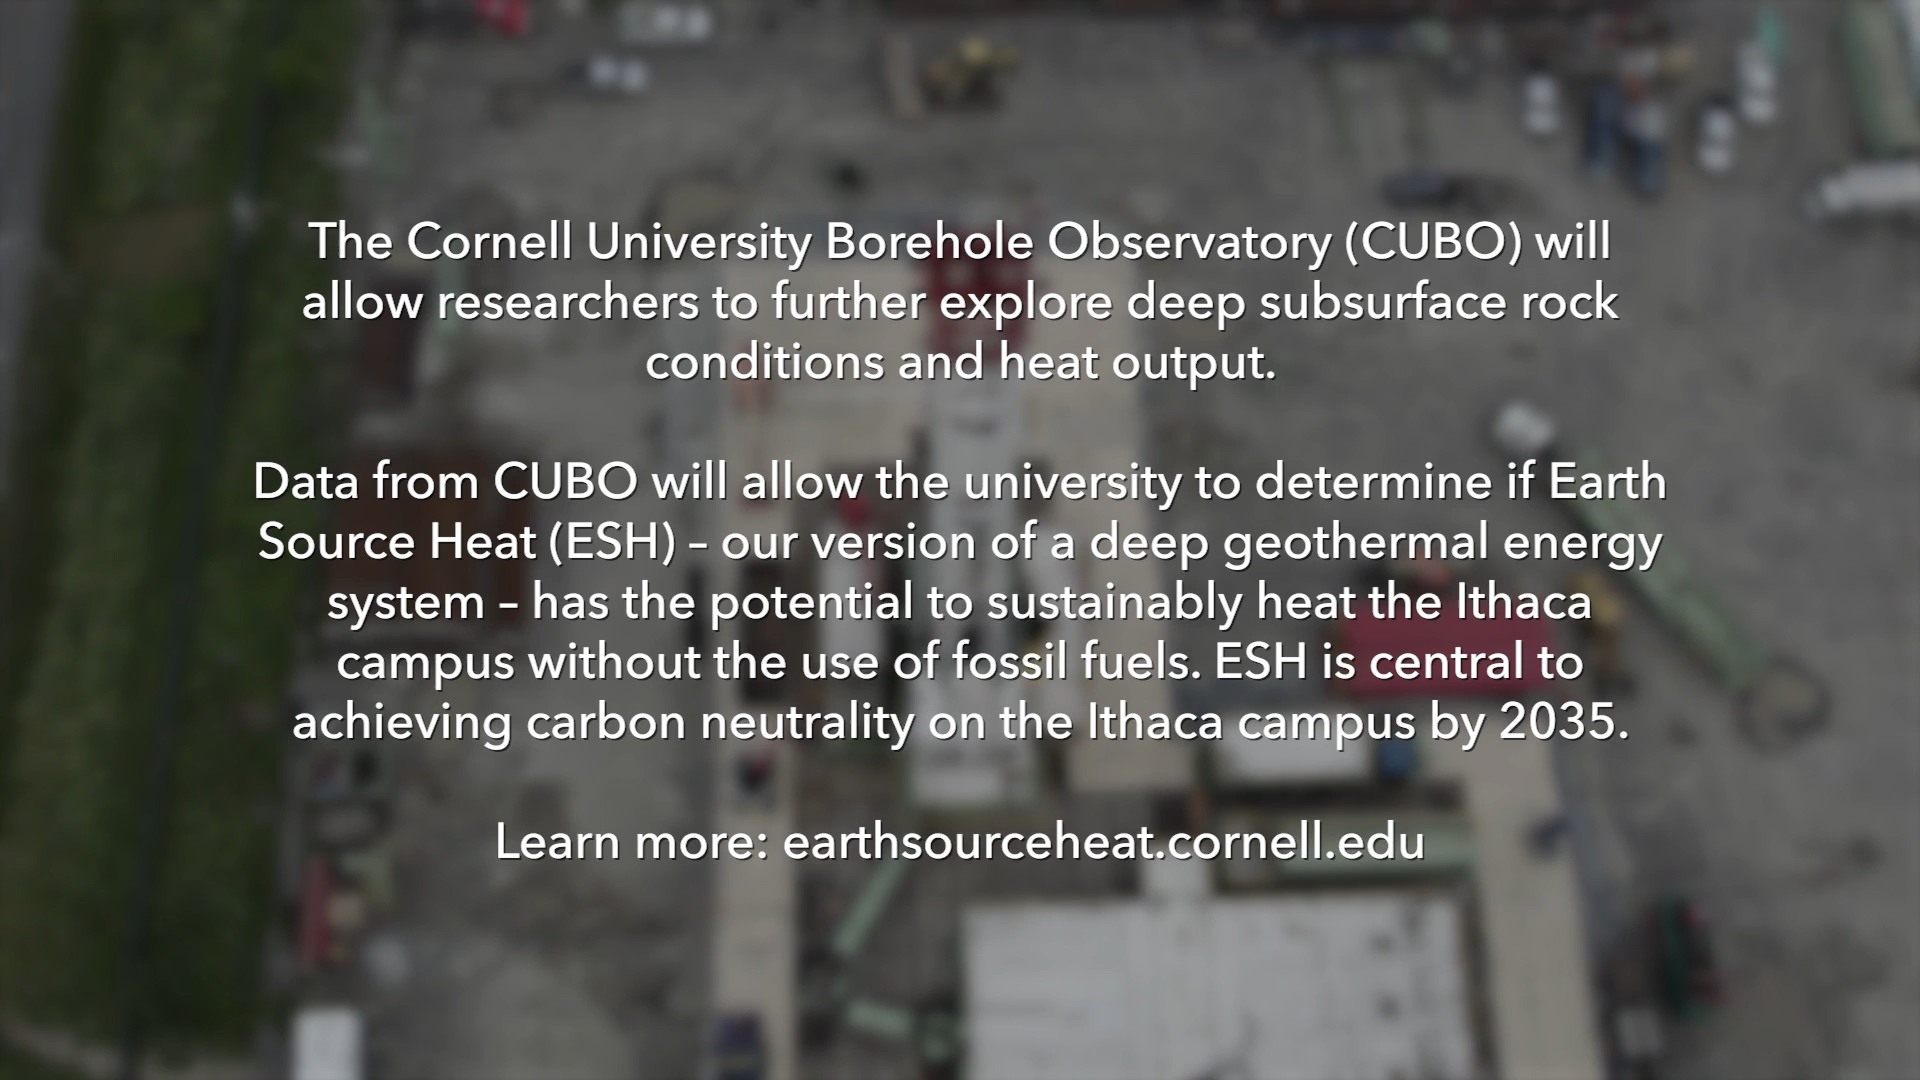 The Cornell University Borehole Observatory (CUBO) will
allow researchers to further explore deep subsurface rock
conditions and heat output.
Data from CUBO will allow the university to determine if Earth
Source Heat (ESH) – our version of a deep geothermal energy
system – has the potential to sustainably heat the Ithaca
campus without the use of fossil fuels. ESH is central to
achieving carbon neutrality on the Ithaca campus by 2035.
Learn more: earthsourceheat.cornell.edu